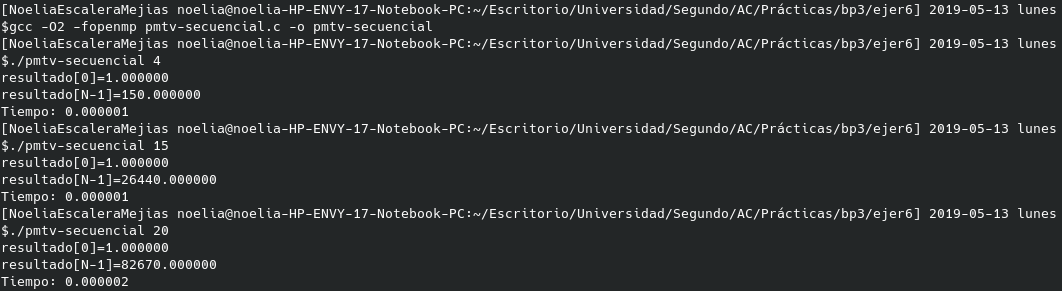 [NoeliaEscaleraMejias noelia@noelia-HP-ENVY-17-Notebook-PC:~/Escritorio/Universidad/Segundo/AC/Prácticas/bp3/ejer6] 2019-05-13 lunes
$gcc -O2 -fopenmp pmtv-secuencial.c -o pmtv-secuencial
[NoeliaEscaleraMejias noelia@noelia-HP-ENVY-17-Notebook-PC:~/Escritorio/Universidad/Segundo/AC/Prácticas/bp3/ejer6] 2019-05-13 lunes
$./pmtv-secuencial 4
resultado[0]=1.000000
resultado[N-1]=150.000000
Tiempo: 0.000001
[NoeliaEscaleraMejias noelia@noelia-HP-ENVY-17-Notebook-PC:~/Escritorio/Universidad/Segundo/AC/Prácticas/bp3/ejer6] 2019-05-13 lunes
$./pmtv-secuencial 15
resultado[0]=1.000000
resultado[N-1]=26440.000000
Tiempo: 0.000001
[NoeliaEscaleraMejias noelia@noelia-HP-ENVY-17-Notebook-PC:~/Escritorio/Universidad/Segundo/AC/Prácticas/bp3/ejer6] 2019-05-13 lunes
$./pmtv-secuencial 20
resultado[0]=1.000000
resultado[N-1]=82670.000000
Tiempo: 0.000002